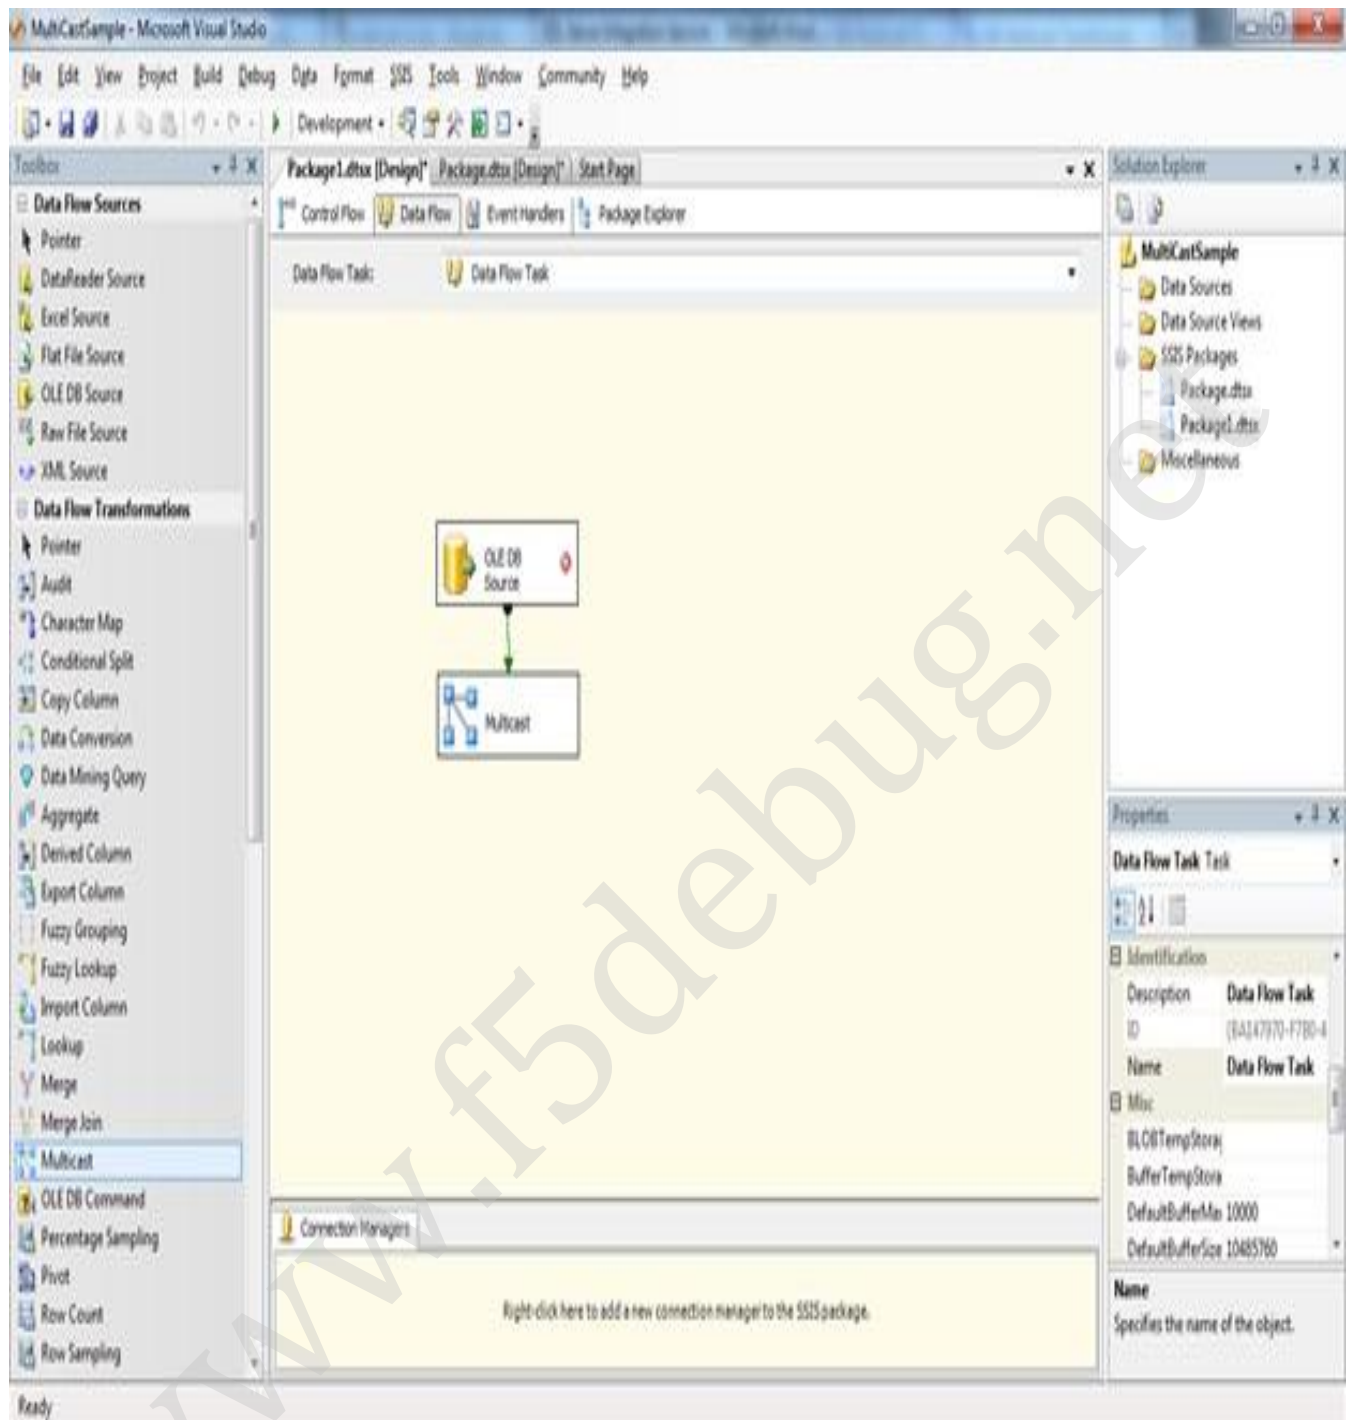 MultiCastSample - Microsoft Visual Studio
File Edit View Project Build Debug Data Format SSIS Tools Window Community Help
Development
Toolbox
Data Flow Sources
Pointer
DataReader Source
Excel Source
Flat File Source
OLE DB Source
Raw File Source
XML Source
Data Flow Transformations
Pointer
Audit
Character Map
Conditional Split
Copy Column
Data Conversion
Data Mining Query
Aggregate
Derived Column
Export Column
Fuzzy Grouping
Fuzzy Lookup
Import Column
Lookup
Merge
Merge Join
Multicast
OLE DB Command
Percentage Sampling
Pivot
Row Count
Row Sampling
Package1.dtsx [Design]* Package.dtsx [Design]* Start Page
Control Flow Data Flow Event Handlers Package Explorer
Data Flow Task: Data Flow Task
OLE DB
Source
Multicast
Connection Managers
Right-click here to add a new connection manager to the SSIS package.
Solution Explorer
MultiCastSample
Data Sources
Data Source Views
SSIS Packages
Package.dtsx
Package1.dtsx
Miscellaneous
Properties
Data Flow Task Task
Identification
Description Data Flow Task
ID {BA147970-F7B0-4
Name Data Flow Task
Misc
BLOBTempStorag
BufferTempStora
DefaultBufferMax 10000
DefaultBufferSize 10485760
Name
Specifies the name of the object.
Ready
www.f5debug.net